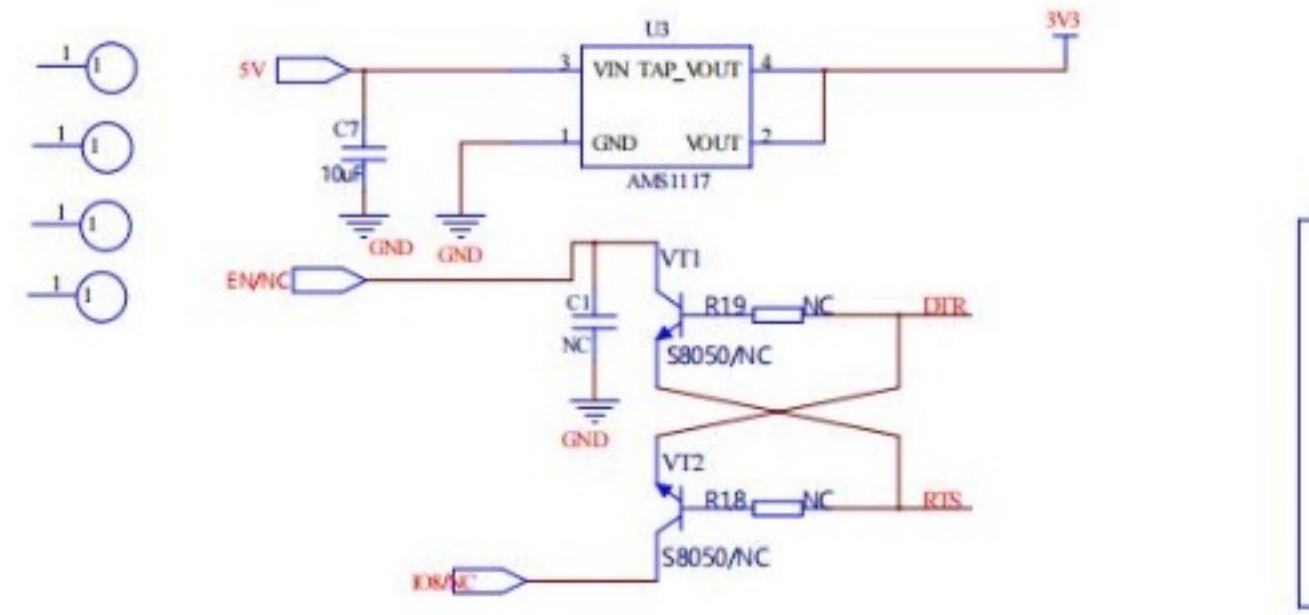 1 1
1 1
1 1
1 1
5V
C7
10uF
GND
GND
U3
3 VIN TAP_VOUT 4
1 GND VOUT 2
AMS1117
3V3
EN/NC
C1
NC
GND
VT1
R19 NC DTR
S8050/NC
VT2
R18 NC RTS
S8050/NC
IO8/NC